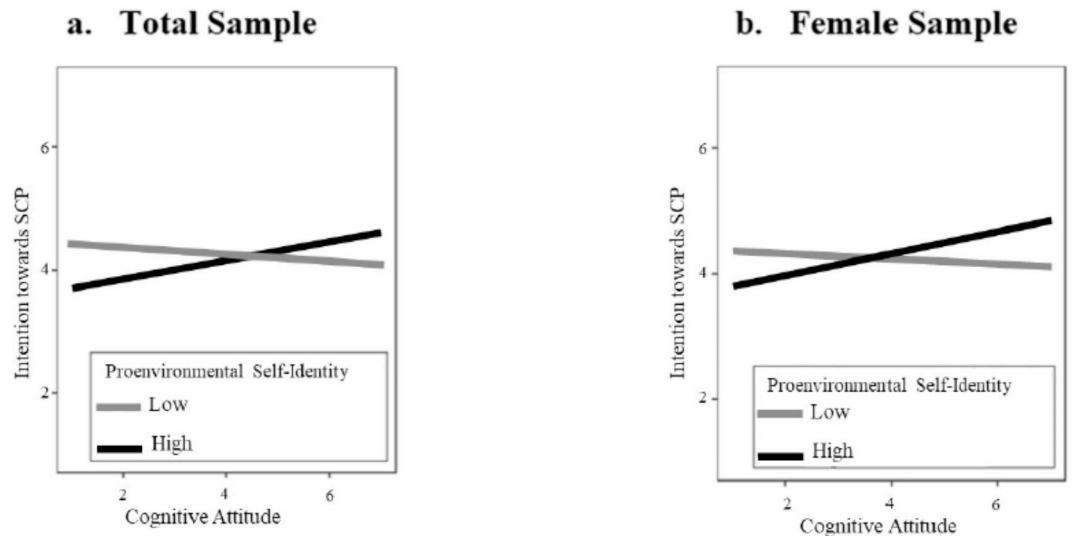 a. Total Sample
Intention towards SCP
6
4
2
Proenvironmental Self-Identity
Low
High
2 4 6
Cognitive Attitude
b. Female Sample
Intention towards SCP
6
4
2
Proenvironmental Self-Identity
Low
High
2 4 6
Cognitive Attitude